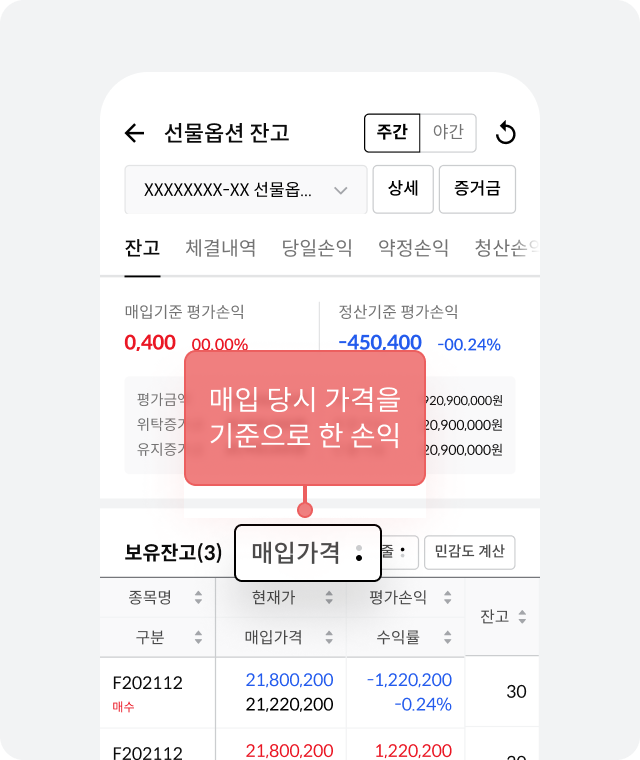 선물옵션 잔고 주간 야간
XXXXXXXX-XX 선물옵... 상세 증거금
잔고 체결내역 당일손익 약정손익 청산손익
매입기준 평가손익 정산기준 평가손익
0,400 00.00% -450,400 -00.24%
매입 당시 가격을
기준으로 한 손익
평가금 920,900,000원
위탁증거 20,900,000원
유지증거 20,900,000원
보유잔고(3) 매입가격 줄 민감도 계산
종목명 현재가 평가손익 잔고
구분 매입가격 수익률
F202112 21,800,200 -1,220,200 30
매수 21,220,200 -0.24%
F202112 21,800,200 1,220,200